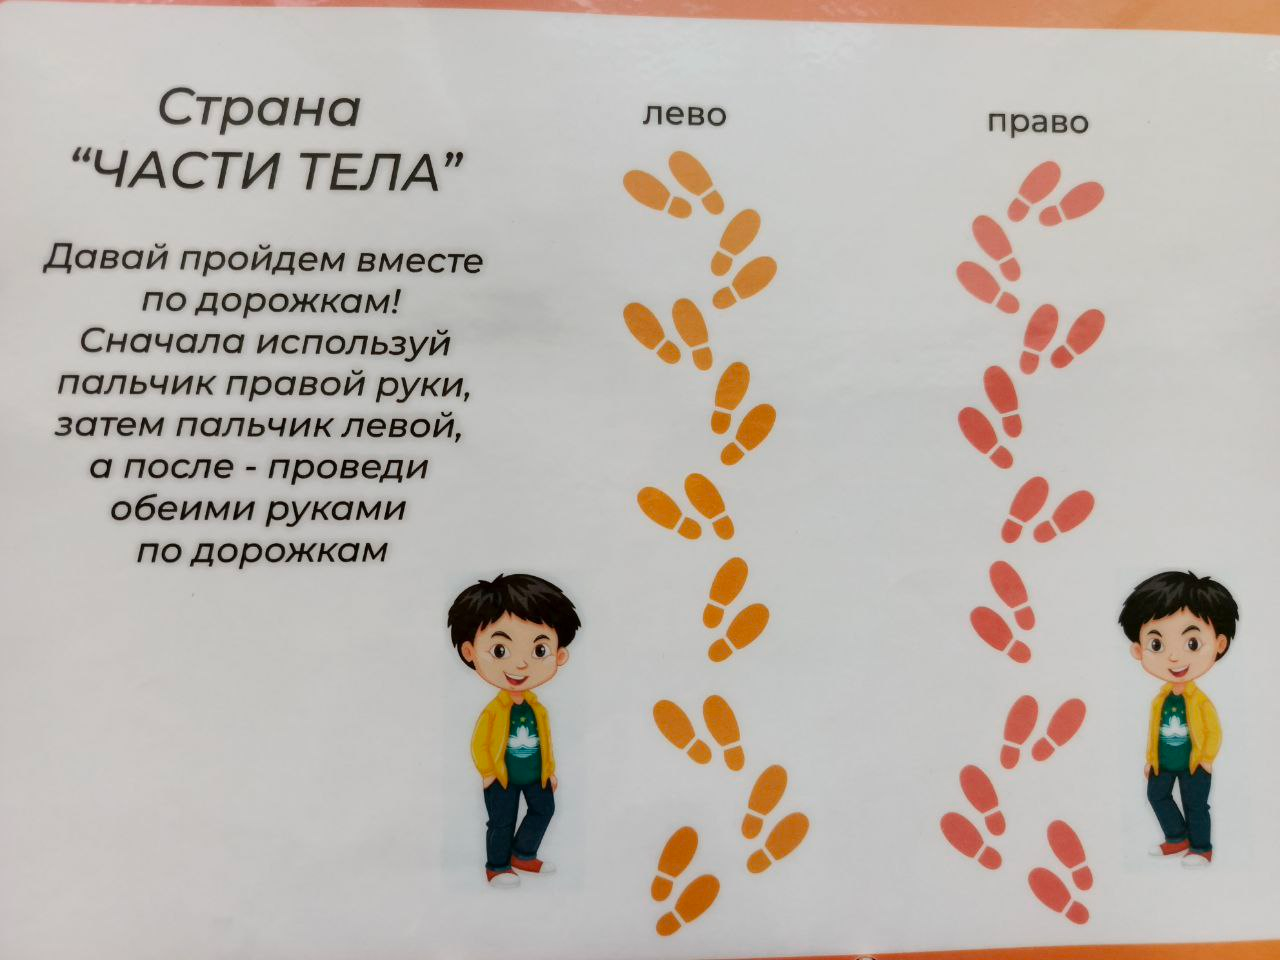 Страна
“ЧАСТИ ТЕЛА”
Давай пройдем вместе
по дорожкам!
Сначала используй
пальчик правой руки,
затем пальчик левой,
а после - проведи
обеими руками
по дорожкам
лево
право